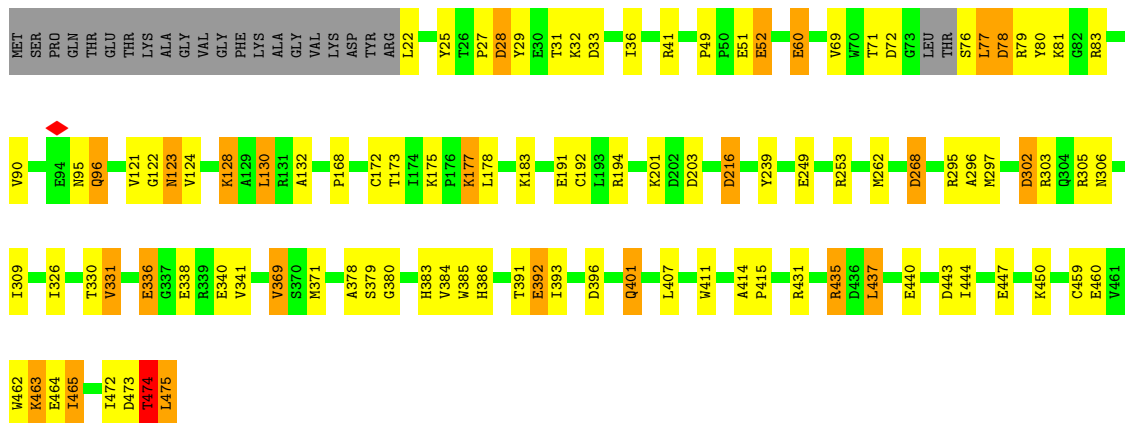 MET SER PRO GLN THR GLU THR LYS ALA GLY VAL GLY PHE LYS ALA GLY VAL LYS ASP TYR ARG L22 Y25 T26 P27 D28 Y29 E30 T31 K32 D33 I36 R41 P49 P50 E51 E52 E60 V69 W70 T71 D72 G73 LEU THR S76 L77 D78 R79 Y80 K81 G82 R83
V90 E94 N95 Q96 V121 G122 N123 V124 K128 A129 L130 R131 A132 P168 C172 T173 I174 K175 P176 K177 L178 K183 E191 C192 L193 R194 K201 D202 D203 D216 Y239 E249 R253 M262 D268 R295 A296 M297 D302 R303 Q304 R305 N306
I309 I326 T330 V331 E336 G337 E338 R339 E340 V341 V369 S370 M371 A378 S379 G380 H383 V384 W385 H386 T391 E392 I393 D396 Q401 L407 W411 A414 P415 R431 R435 D436 L437 E440 D443 I444 E447 K450 C459 E460 V461
W462 K463 E464 I465 I472 D473 T474 L475